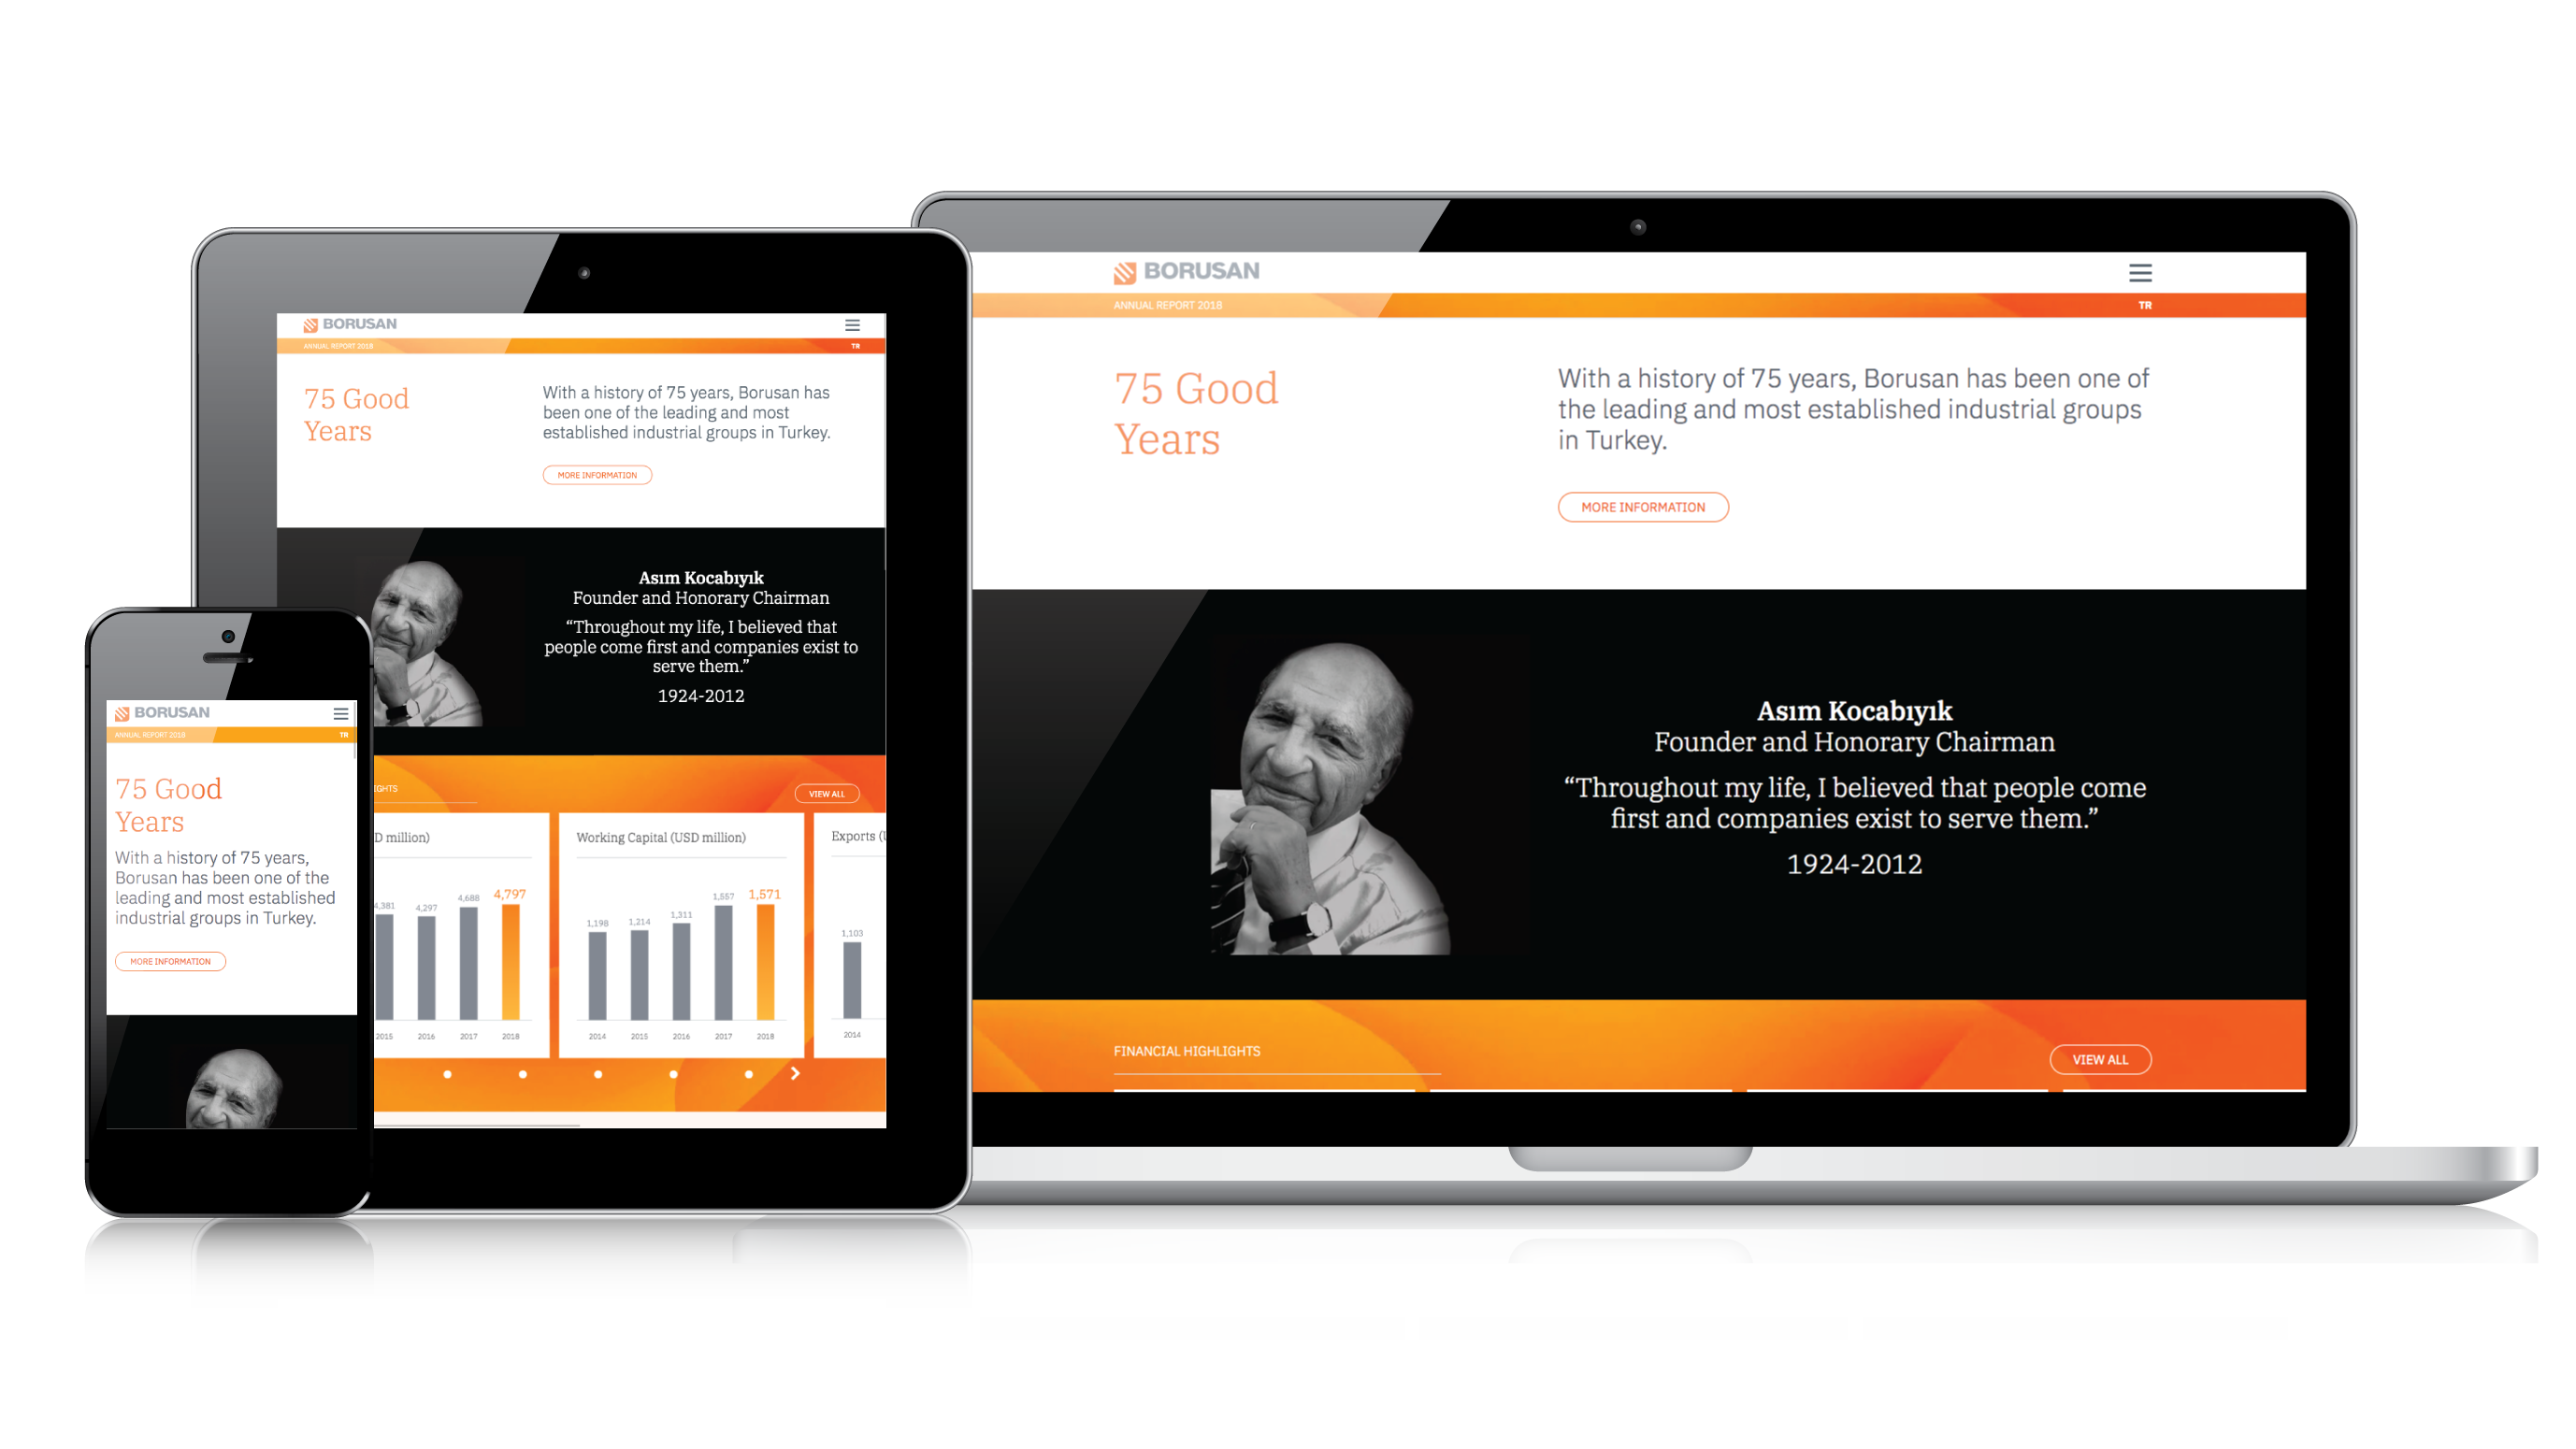 BORUSAN
ANNUAL REPORT 2018
TR
75 Good
Years
With a history of 75 years,
Borusan has been one of the
leading and most established
industrial groups in Turkey.
MORE INFORMATION
BORUSAN
ANNUAL REPORT 2018
TR
75 Good
Years
With a history of 75 years, Borusan has
been one of the leading and most
established industrial groups in Turkey.
MORE INFORMATION
Asım Kocabıyık
Founder and Honorary Chairman
“Throughout my life, I believed that
people come first and companies exist to
serve them.”
1924-2012
VIEW ALL
million)
4,297
4,688
4,797
2015
2016
2017
2018
Working Capital (USD million)
1,198
1,214
1,311
1,557
1,571
2014
2015
2016
2017
2018
Exports
1,103
2014
BORUSAN
ANNUAL REPORT 2018
TR
75 Good
Years
With a history of 75 years, Borusan has been one of
the leading and most established industrial groups
in Turkey.
MORE INFORMATION
Asım Kocabıyık
Founder and Honorary Chairman
“Throughout my life, I believed that people come
first and companies exist to serve them.”
1924-2012
FINANCIAL HIGHLIGHTS
VIEW ALL